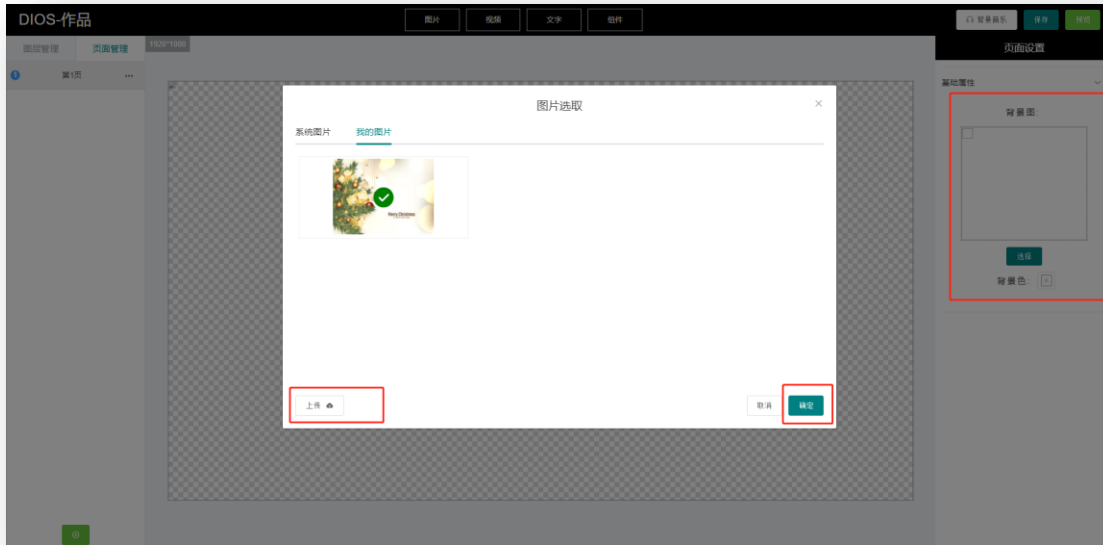 DIOS-作品
图片
视频
文字
组件
背景音乐
保存
预览
图层管理
页面管理
1920*1080
页面设置
1
第1页
...
基础属性
图片选取
背景图:
系统图片
我的图片
Merry Christmas
选择
背景色:
上传
取消
确定